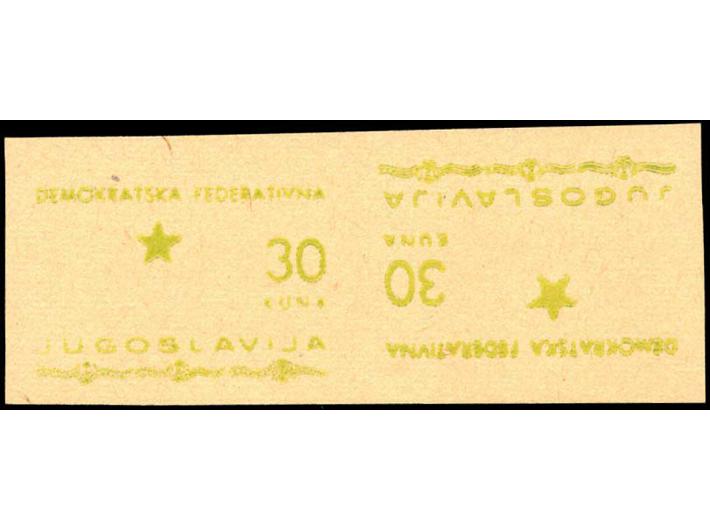 DEMOKRATSKA FEDERATIVNA
30
KUNA
JUGOSLAVIJA
DEMOKRATSKA FEDERATIVNA
30
KUNA
JUGOSLAVIJA